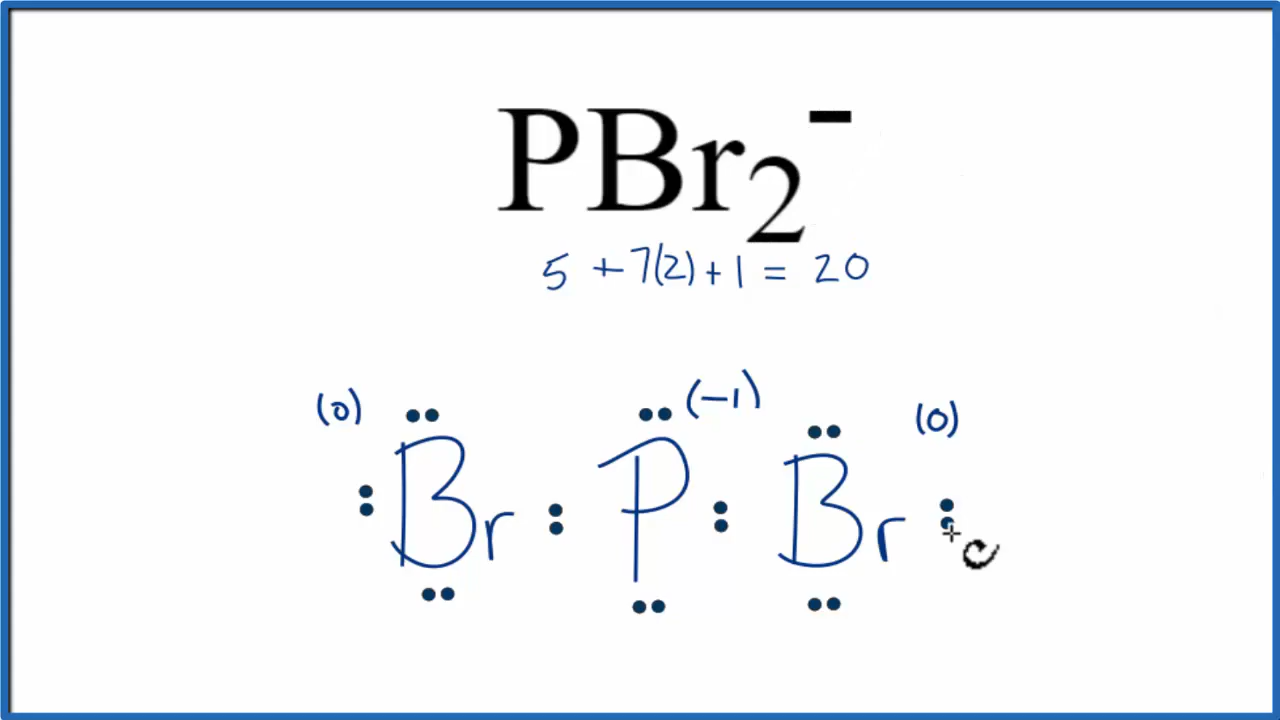 PBr₂⁻
5 + 7(2) + 1 = 20
(0) (-1) (0)
Br P Br